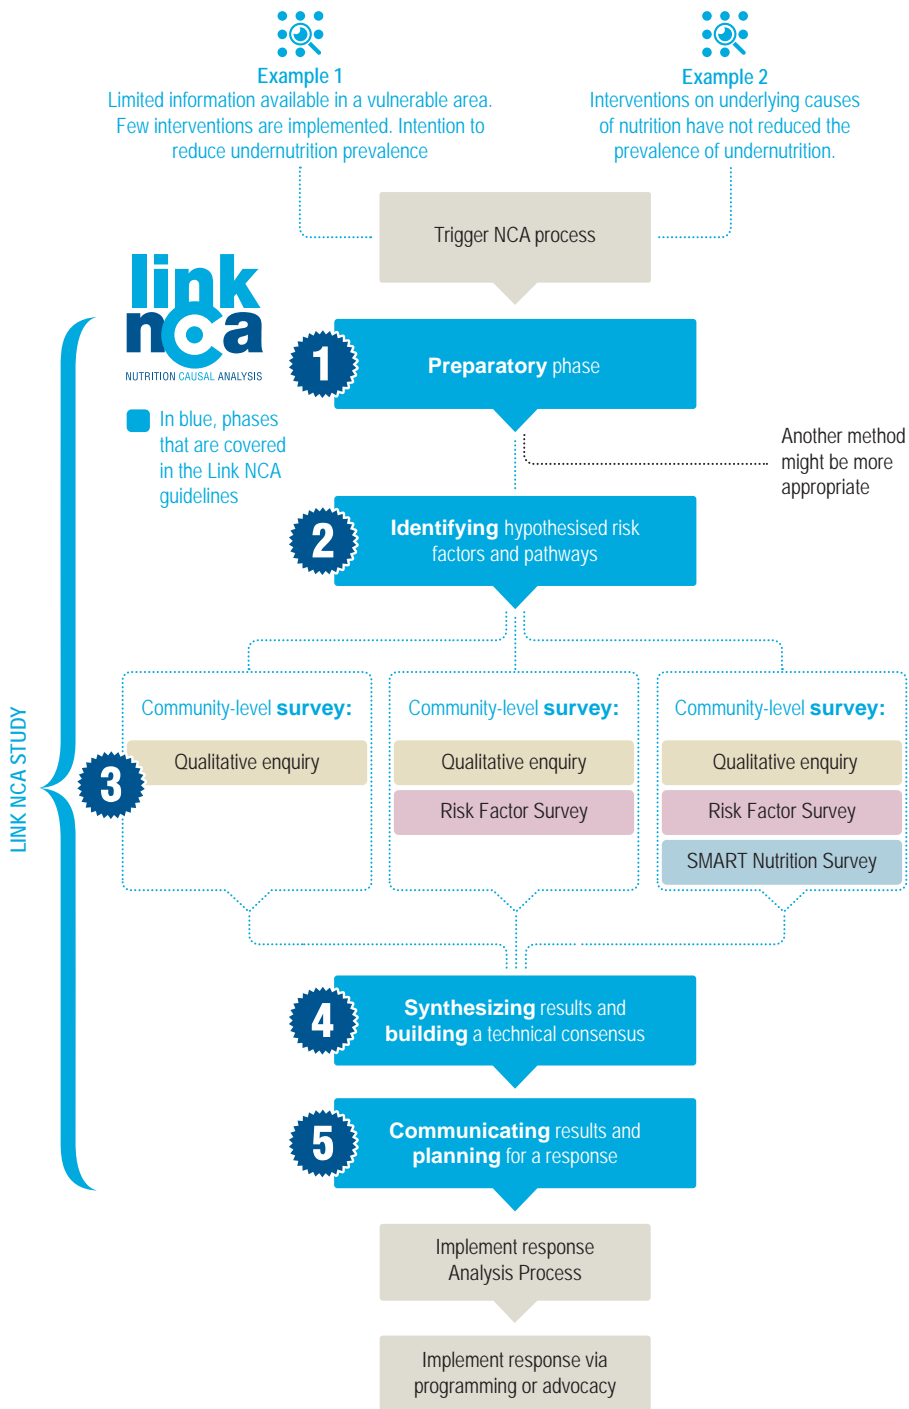 Example 1
Limited information available in a vulnerable area.
Few interventions are implemented. Intention to
reduce undernutrition prevalence
Example 2
Interventions on underlying causes
of nutrition have not reduced the
prevalence of undernutrition.
Trigger NCA process
link
nca
NUTRITION CAUSAL ANALYSIS
In blue, phases
that are covered
in the Link NCA
guidelines
1
Preparatory phase
Another method
might be more
appropriate
2
Identifying hypothesised risk
factors and pathways
LINK NCA STUDY
3
Community-level survey:
Qualitative enquiry
Community-level survey:
Qualitative enquiry
Risk Factor Survey
Community-level survey:
Qualitative enquiry
Risk Factor Survey
SMART Nutrition Survey
4
Synthesizing results and
building a technical consensus
5
Communicating results and
planning for a response
Implement response
Analysis Process
Implement response via
programming or advocacy